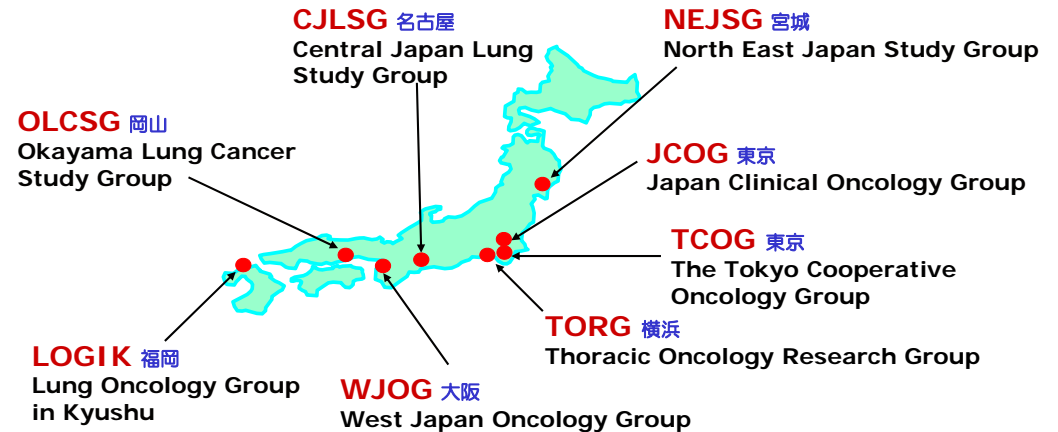 CJLSG 名古屋
Central Japan Lung
Study Group
NEJSG 宮城
North East Japan Study Group
OLCSG 岡山
Okayama Lung Cancer
Study Group
JCOG 東京
Japan Clinical Oncology Group
TCOG 東京
The Tokyo Cooperative
Oncology Group
TORG 横浜
Thoracic Oncology Research Group
LOGIK 福岡
Lung Oncology Group
in Kyushu
WJOG 大阪
West Japan Oncology Group